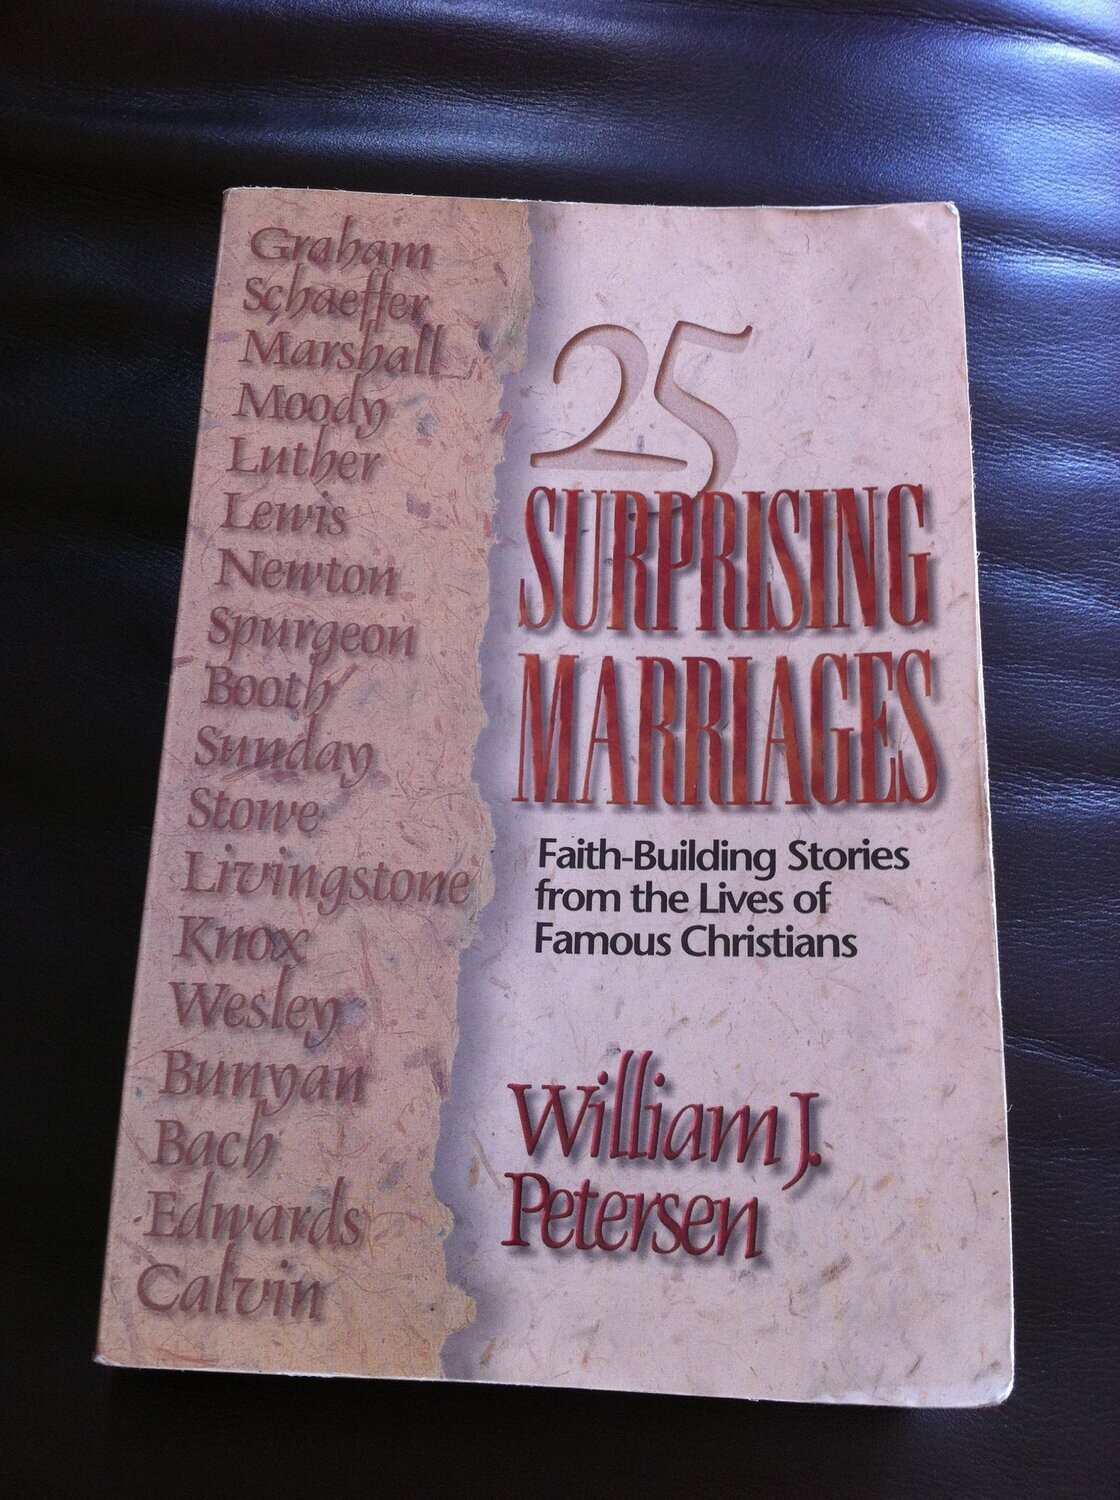 Graham
Schaeffer
Marshall
Moody
Luther
Lewis
Newton
Spurgeon
Booth
Sunday
Stowe
Livingstone
Knox
Wesley
Bunyan
Bach
Edwards
Calvin
25
SURPRISING
MARRIAGES
Faith-Building Stories
from the Lives of
Famous Christians
William J.
Petersen